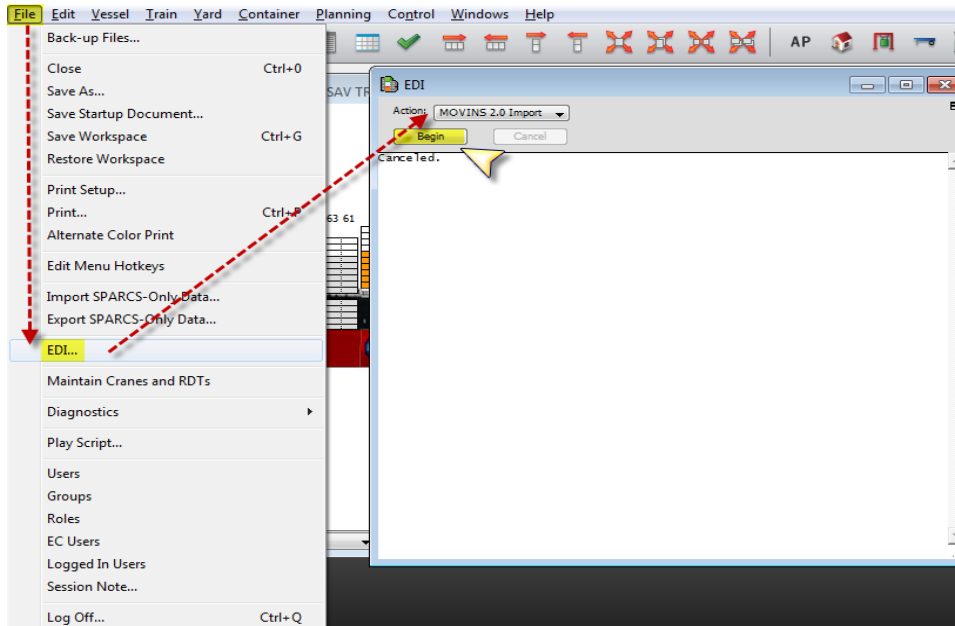 File Edit Vessel Train Yard Container Planning Control Windows Help
Back-up Files...
AP
Close Ctrl+0
Save As...
Save Startup Document...
Save Workspace Ctrl+G
Restore Workspace
Print Setup...
Print... Ctrl+P
Alternate Color Print
Edit Menu Hotkeys
Import SPARCS-Only Data...
Export SPARCS-Only Data...
EDI...
Maintain Cranes and RDTs
Diagnostics
Play Script...
Users
Groups
Roles
EC Users
Logged In Users
Session Note...
Log Off... Ctrl+Q
SAV TR
63 61
EDI
Action: MOVINS 2.0 Import
Begin Cancel
Canceled.